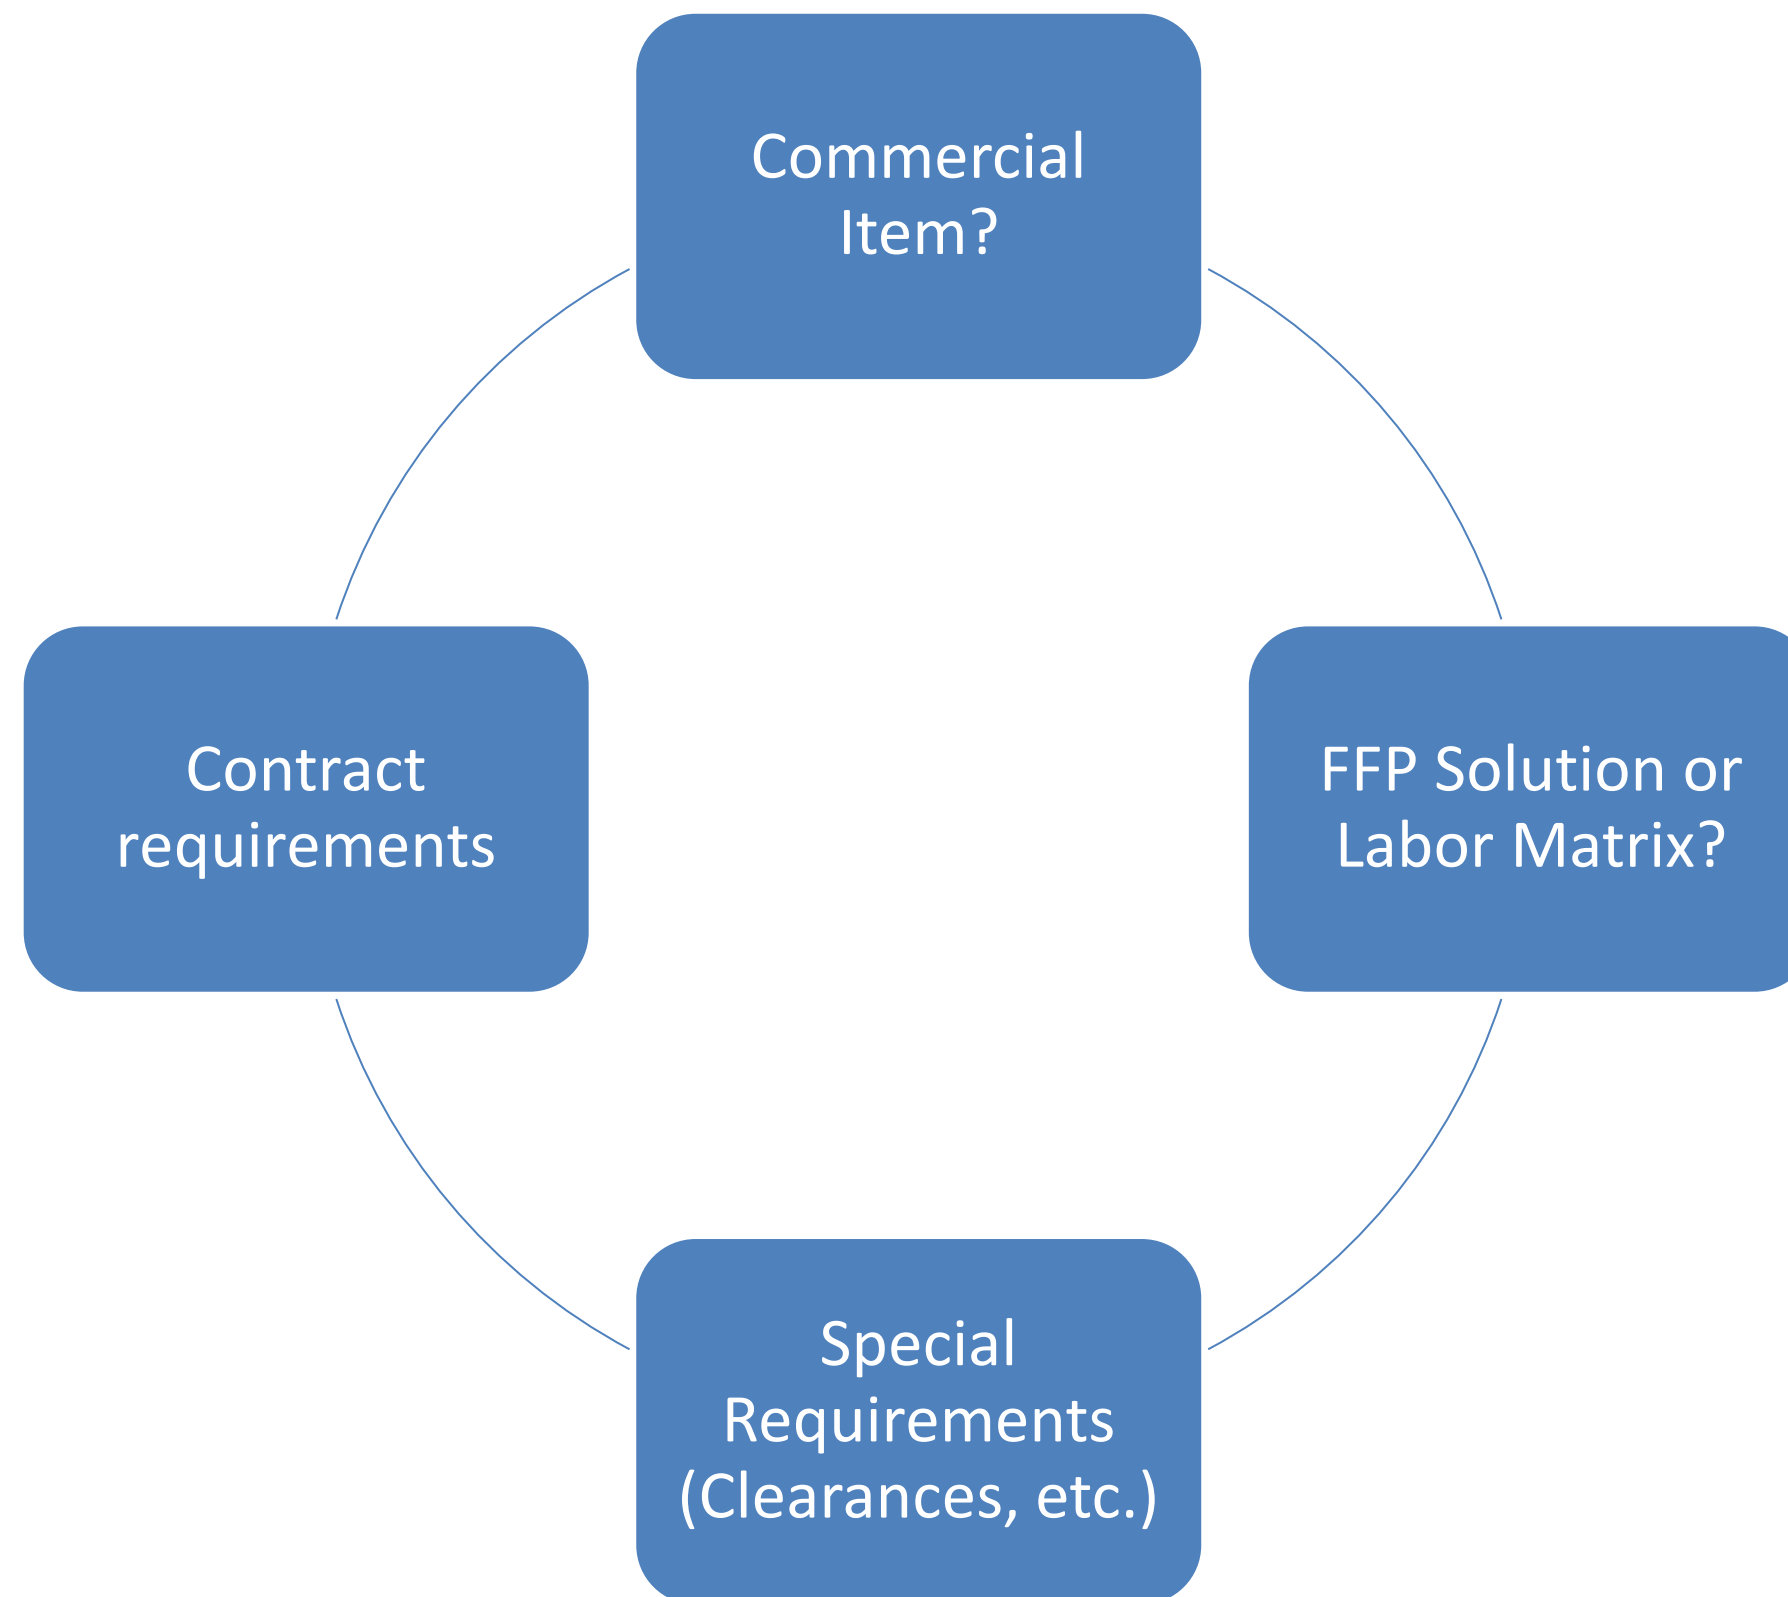 Commercial
Item?
Contract
requirements
FFP Solution or
Labor Matrix?
Special
Requirements
(Clearances, etc.)